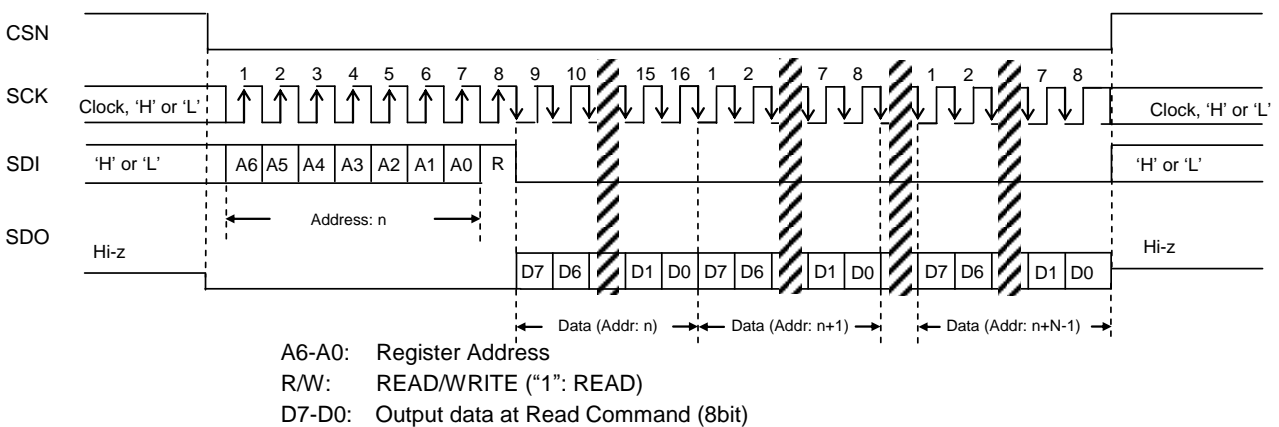 CSN
1 2 3 4 5 6 7 8 9 10 15 16 1 2 7 8 1 2 7 8
SCK
Clock, 'H' or 'L'
Clock, 'H' or 'L'
SDI
'H' or 'L'
A6 A5 A4 A3 A2 A1 A0 R
'H' or 'L'
Address: n
SDO
Hi-z
Hi-z
D7 D6 D1 D0 D7 D6 D1 D0 D7 D6 D1 D0
Data (Addr: n) Data (Addr: n+1) Data (Addr: n+N-1)
A6-A0: Register Address
R/W: READ/WRITE ("1": READ)
D7-D0: Output data at Read Command (8bit)